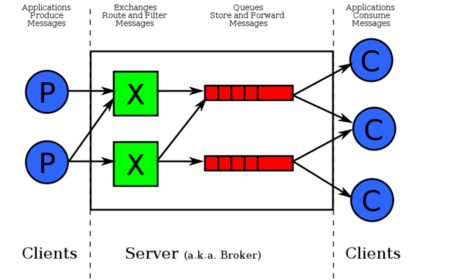 Applications
Produce
Messages
Exchanges
Route and Filter
Messages
Queues
Store and Forward
Messages
Applications
Consume
Messages
P
X
C
P
X
C
C
Clients
Server (a.k.a. Broker)
Clients